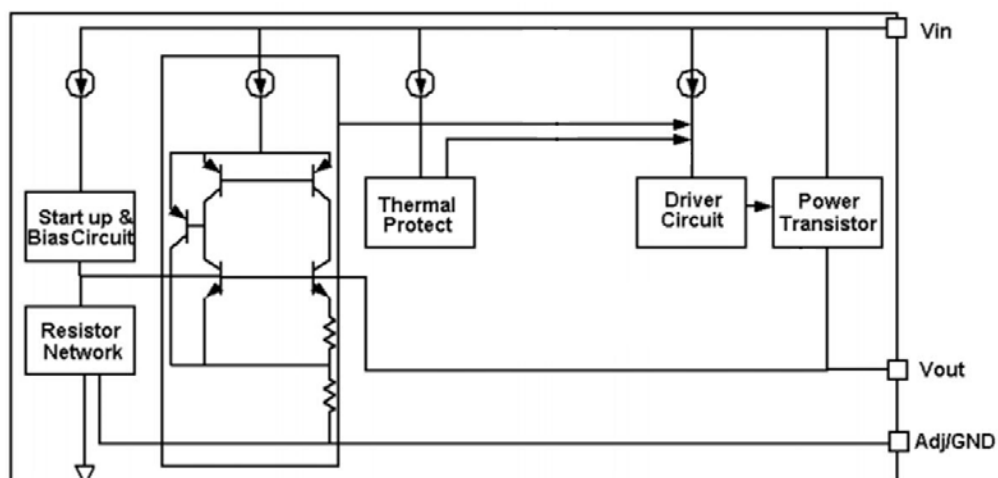 Vin
Start up &
Bias Circuit
Thermal
Protect
Driver
Circuit
Power
Transistor
Resistor
Network
Vout
Adj/GND